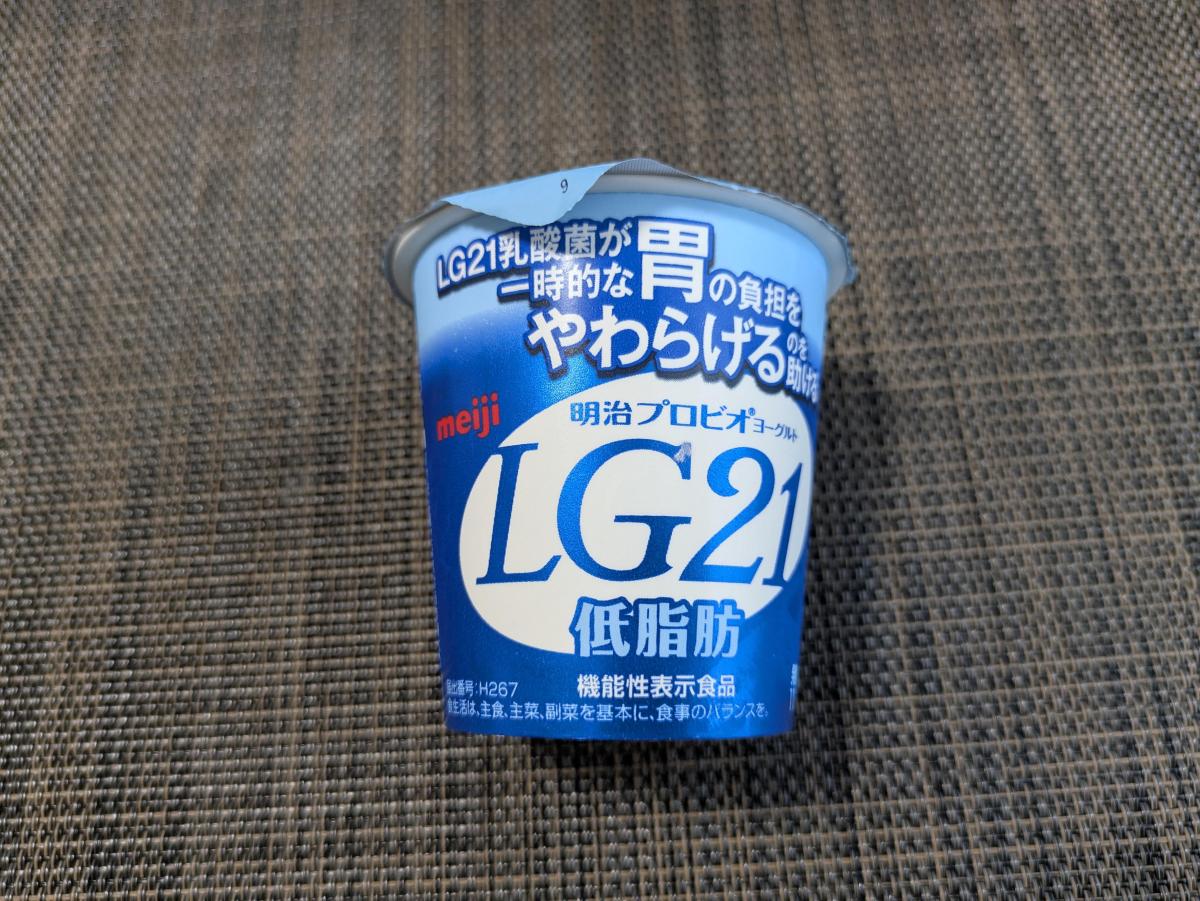 9
LG21乳酸菌が
一時的な胃の負担を
やわらげるのを助ける
meiji
明治プロビオ®ヨーグルト
LG21
低脂肪
届出番号:H267 機能性表示食品
食生活は、主食、主菜、副菜を基本に、食事のバランスを。